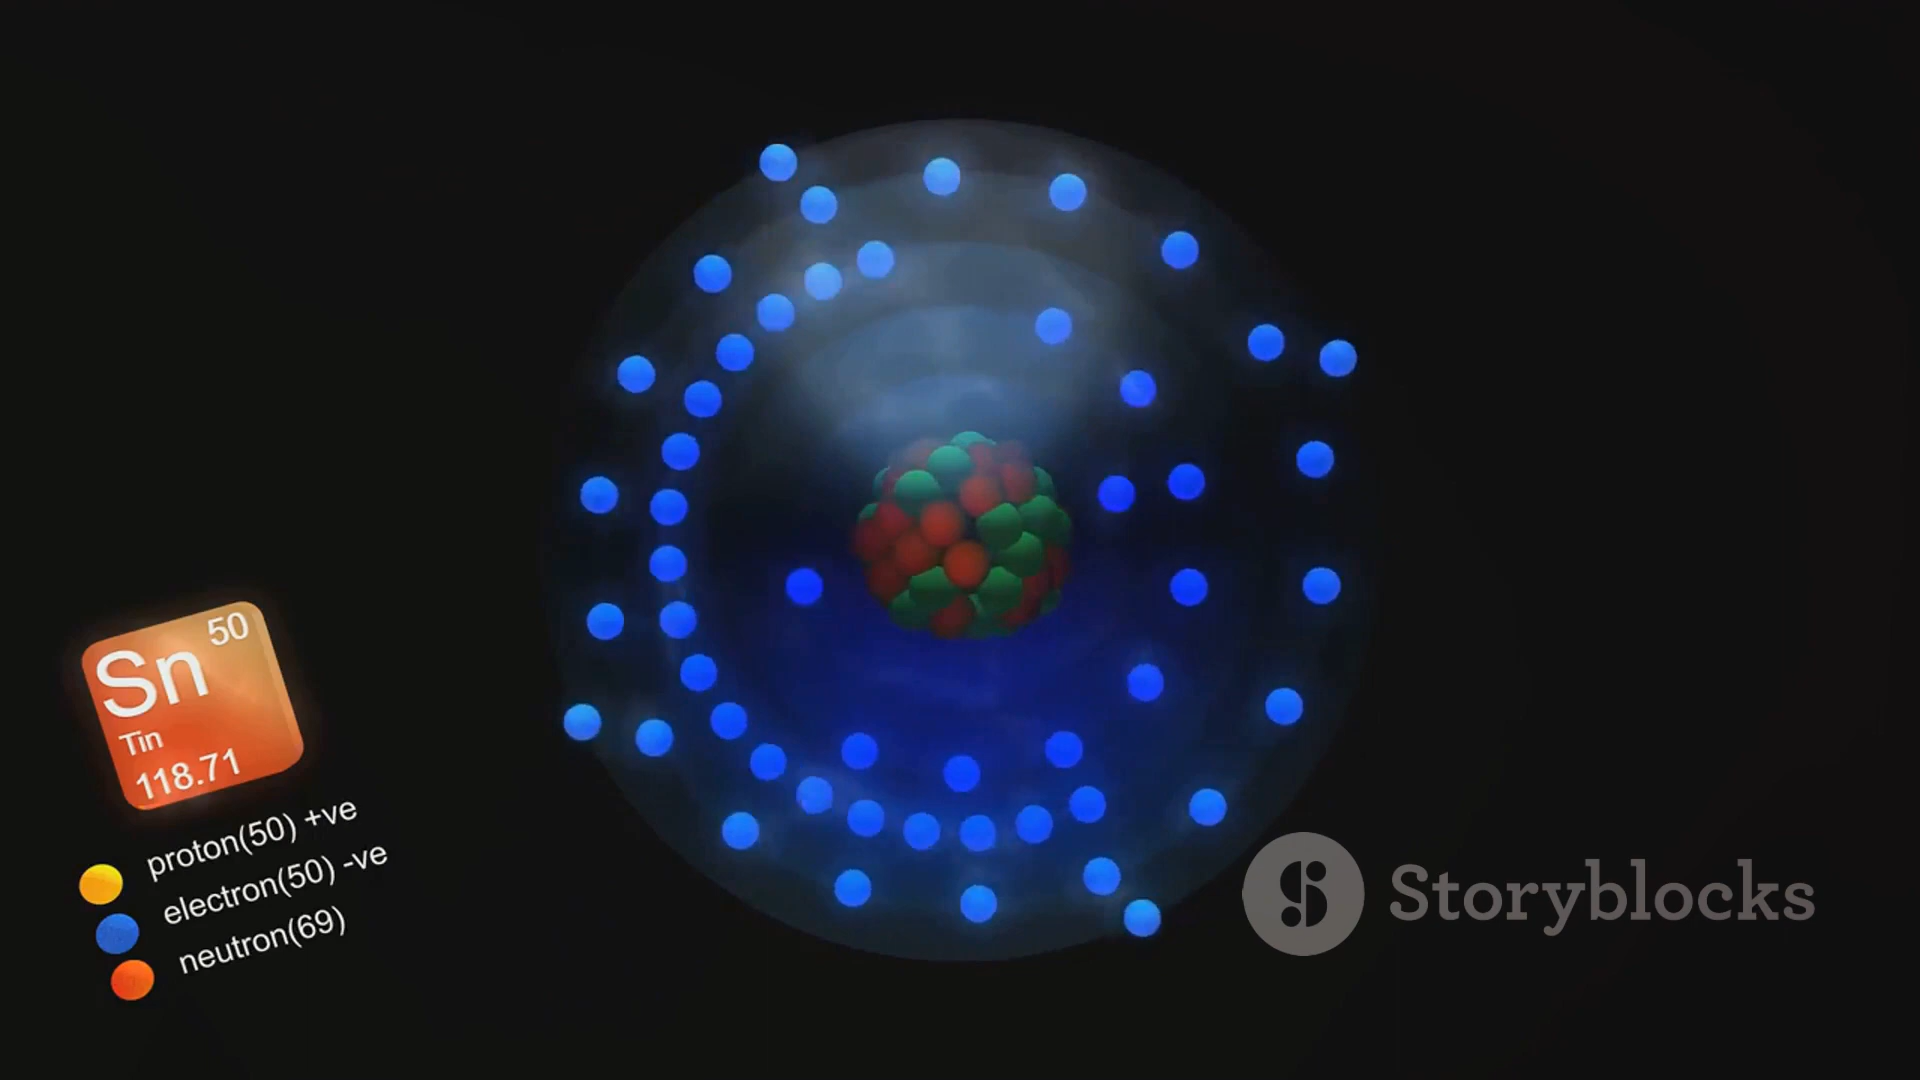 50
Sn
Tin
118.71
proton(50) +ve
electron(50) -ve
neutron(69)
Storyblocks